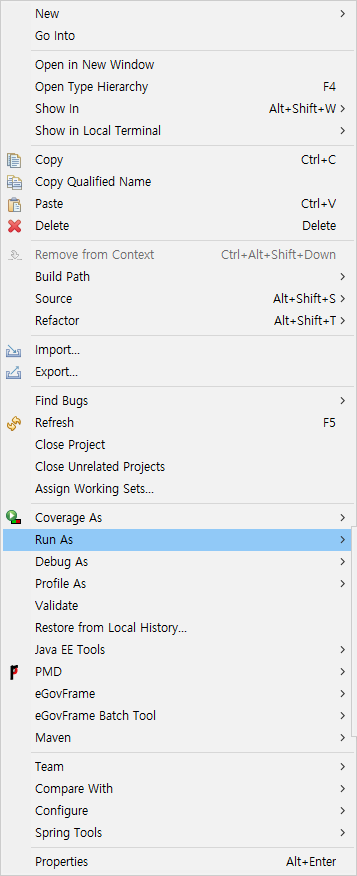 New
Go Into
Open in New Window
Open Type Hierarchy F4
Show In Alt+Shift+W
Show in Local Terminal
Copy Ctrl+C
Copy Qualified Name
Paste Ctrl+V
Delete Delete
Remove from Context Ctrl+Alt+Shift+Down
Build Path
Source Alt+Shift+S
Refactor Alt+Shift+T
Import...
Export...
Find Bugs
Refresh F5
Close Project
Close Unrelated Projects
Assign Working Sets...
Coverage As
Run As
Debug As
Profile As
Validate
Restore from Local History...
Java EE Tools
PMD
eGovFrame
eGovFrame Batch Tool
Maven
Team
Compare With
Configure
Spring Tools
Properties Alt+Enter